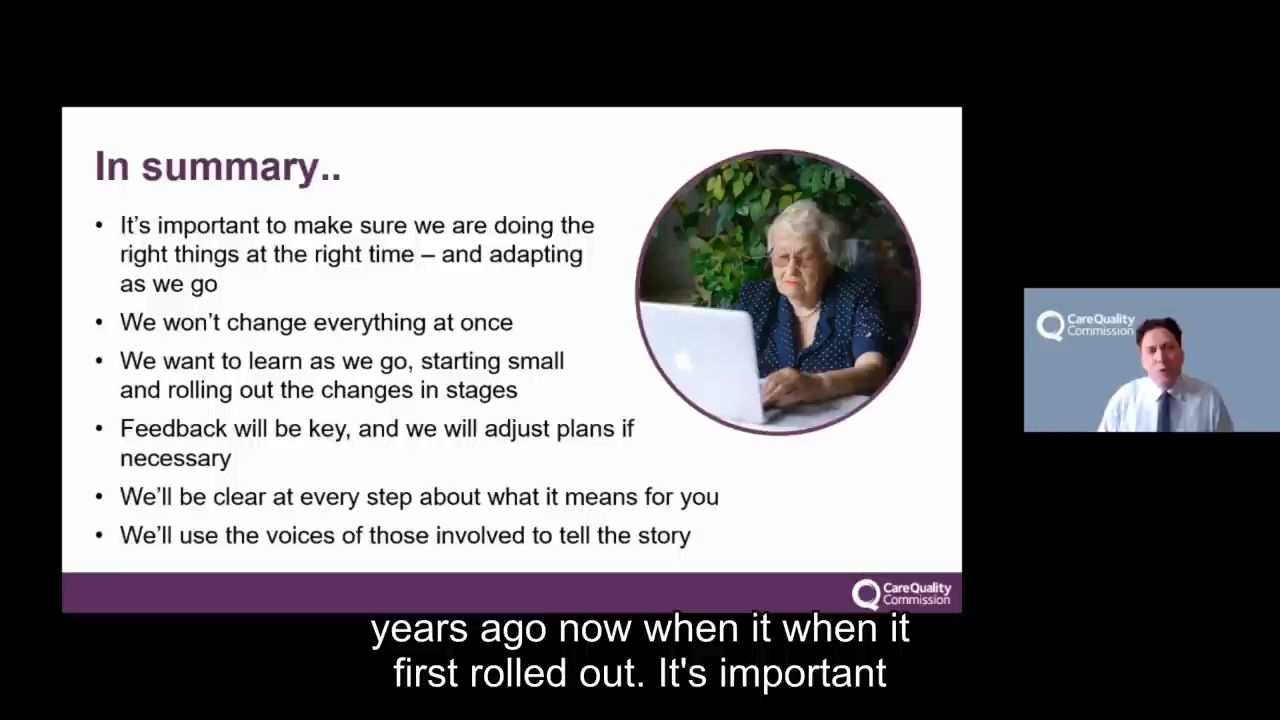 In summary..
• It’s important to make sure we are doing the
right things at the right time – and adapting
as we go
• We won’t change everything at once
• We want to learn as we go, starting small
and rolling out the changes in stages
• Feedback will be key, and we will adjust plans if
necessary
• We’ll be clear at every step about what it means for you
• We’ll use the voices of those involved to tell the story
CareQuality
Commission
CareQuality
Commission
years ago now when it when it
first rolled out. It's important